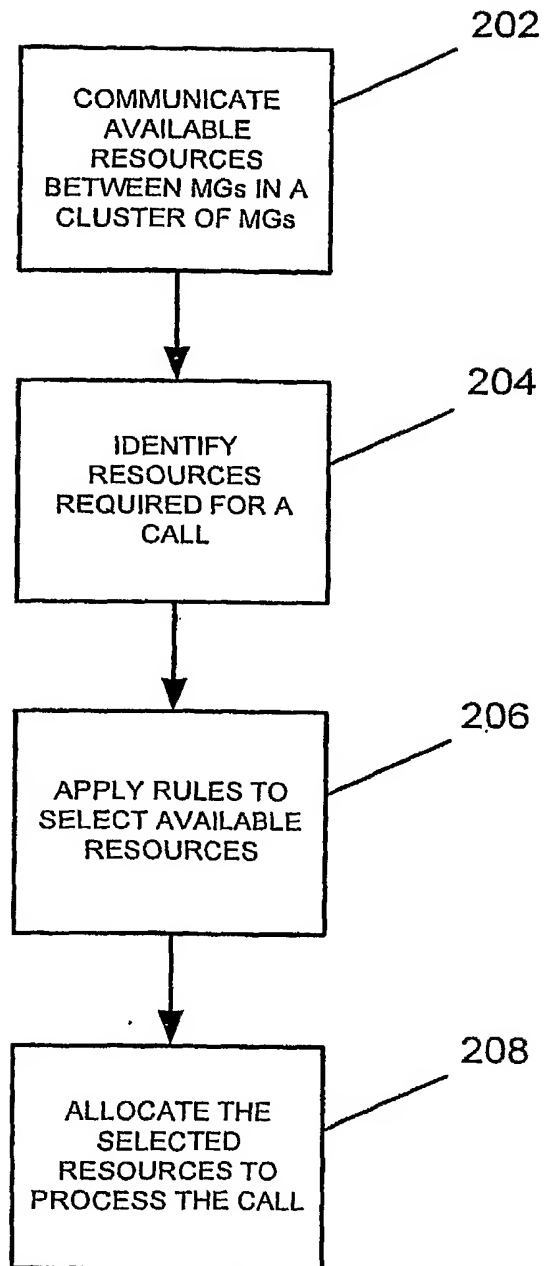 202
COMMUNICATE
AVAILABLE
RESOURCES
BETWEEN MGs IN A
CLUSTER OF MGs
204
IDENTIFY
RESOURCES
REQUIRED FOR A
CALL
206
APPLY RULES TO
SELECT AVAILABLE
RESOURCES
208
ALLOCATE THE
SELECTED
RESOURCES TO
PROCESS THE CALL